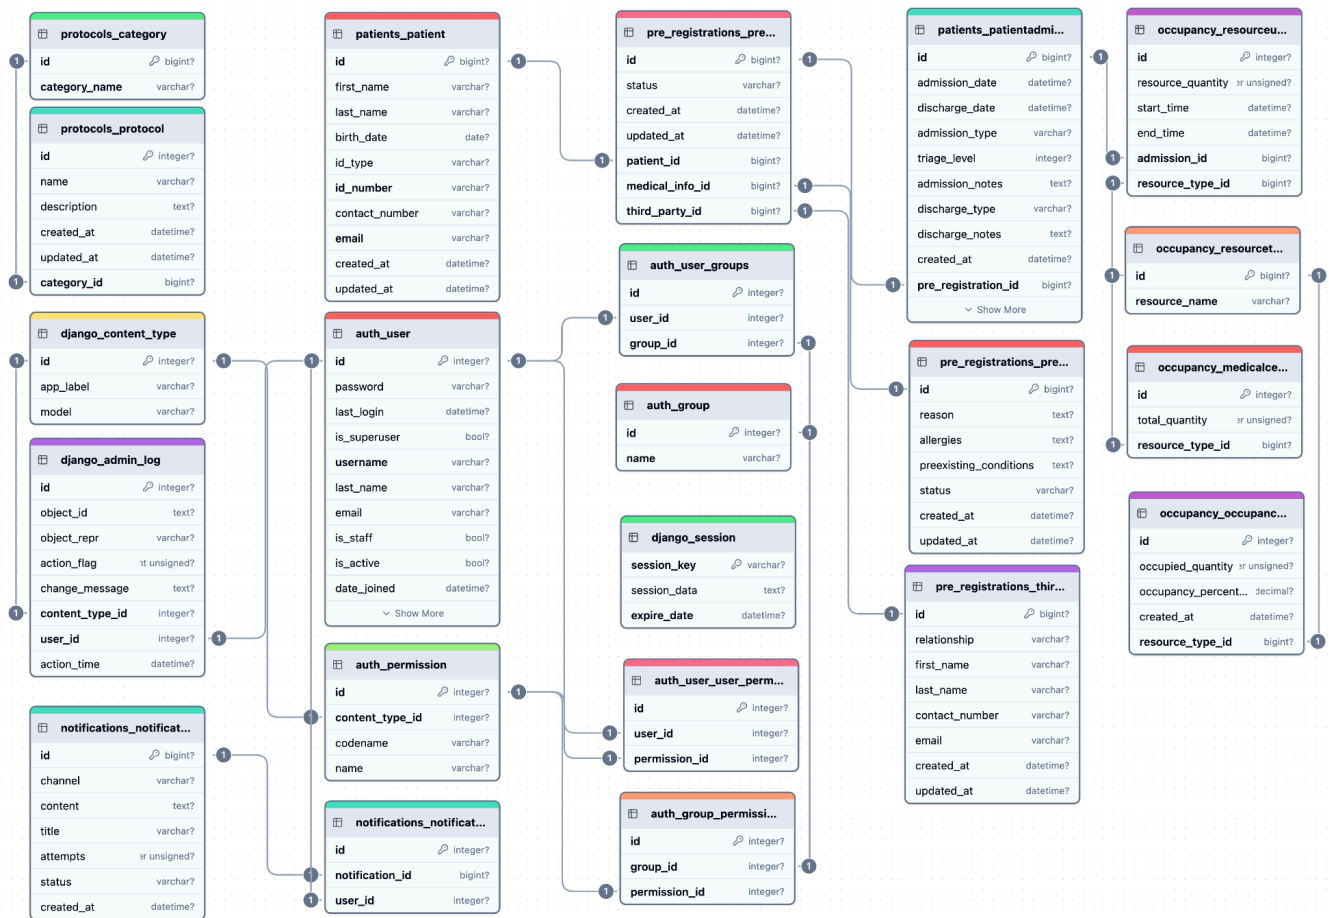 protocols_category
id bigint?
category_name varchar?
protocols_protocol
id integer?
name varchar?
description text?
created_at datetime?
updated_at datetime?
category_id bigint?
django_content_type
id integer?
app_label varchar?
model varchar?
django_admin_log
id integer?
object_id text?
object_repr varchar?
action_flag nt unsigned?
change_message text?
content_type_id integer?
user_id integer?
action_time datetime?
notifications_notificat...
id bigint?
channel varchar?
content text?
title varchar?
attempts er unsigned?
status varchar?
created_at datetime?
patients_patient
id bigint?
first_name varchar?
last_name varchar?
birth_date date?
id_type varchar?
id_number varchar?
contact_number varchar?
email varchar?
created_at datetime?
updated_at datetime?
auth_user
id integer?
password varchar?
last_login datetime?
is_superuser bool?
username varchar?
last_name varchar?
email varchar?
is_staff bool?
is_active bool?
date_joined datetime?
Show More
auth_permission
id integer?
content_type_id integer?
codename varchar?
name varchar?
notifications_notificat...
id integer?
notification_id bigint?
user_id integer?
pre_registrations_pre...
id bigint?
status varchar?
created_at datetime?
updated_at datetime?
patient_id bigint?
medical_info_id bigint?
third_party_id bigint?
auth_user_groups
id integer?
user_id integer?
group_id integer?
auth_group
id integer?
name varchar?
django_session
session_key varchar?
session_data text?
expire_date datetime?
auth_user_user_perm...
id integer?
user_id integer?
permission_id integer?
auth_group_permissi...
id integer?
group_id integer?
permission_id integer?
patients_patientadmi...
id bigint?
admission_date datetime?
discharge_date datetime?
admission_type varchar?
triage_level integer?
admission_notes text?
discharge_type varchar?
discharge_notes text?
created_at datetime?
pre_registration_id bigint?
Show More
pre_registrations_pre...
id bigint?
reason text?
allergies text?
preexisting_conditions text?
status varchar?
created_at datetime?
updated_at datetime?
pre_registrations_thir...
id bigint?
relationship varchar?
first_name varchar?
last_name varchar?
contact_number varchar?
email varchar?
created_at datetime?
updated_at datetime?
occupancy_resourceu...
id integer?
resource_quantity er unsigned?
start_time datetime?
end_time datetime?
admission_id bigint?
resource_type_id bigint?
occupancy_resourcet...
id bigint?
resource_name varchar?
occupancy_medicalce...
id integer?
total_quantity er unsigned?
resource_type_id bigint?
occupancy_occupanc...
id integer?
occupied_quantity er unsigned?
occupancy_percent... decimal?
created_at datetime?
resource_type_id bigint?